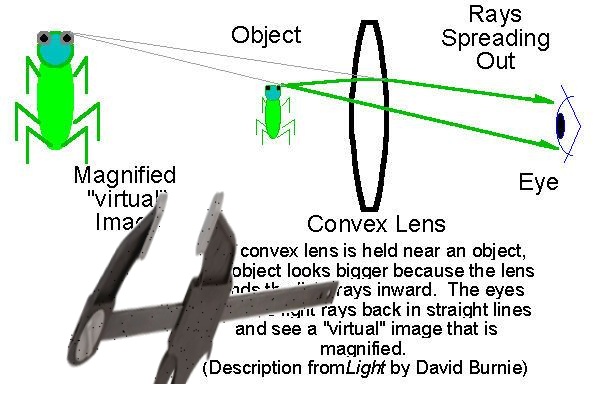 Object
Rays
Spreading
Out
Magnified
"virtual"
Eye
Convex Lens
convex lens is held near an object,
object looks bigger because the lens
rays inward. The eyes
rays back in straight lines
and see a "virtual" image that is
magnified.
(Description from Light by David Burnie)